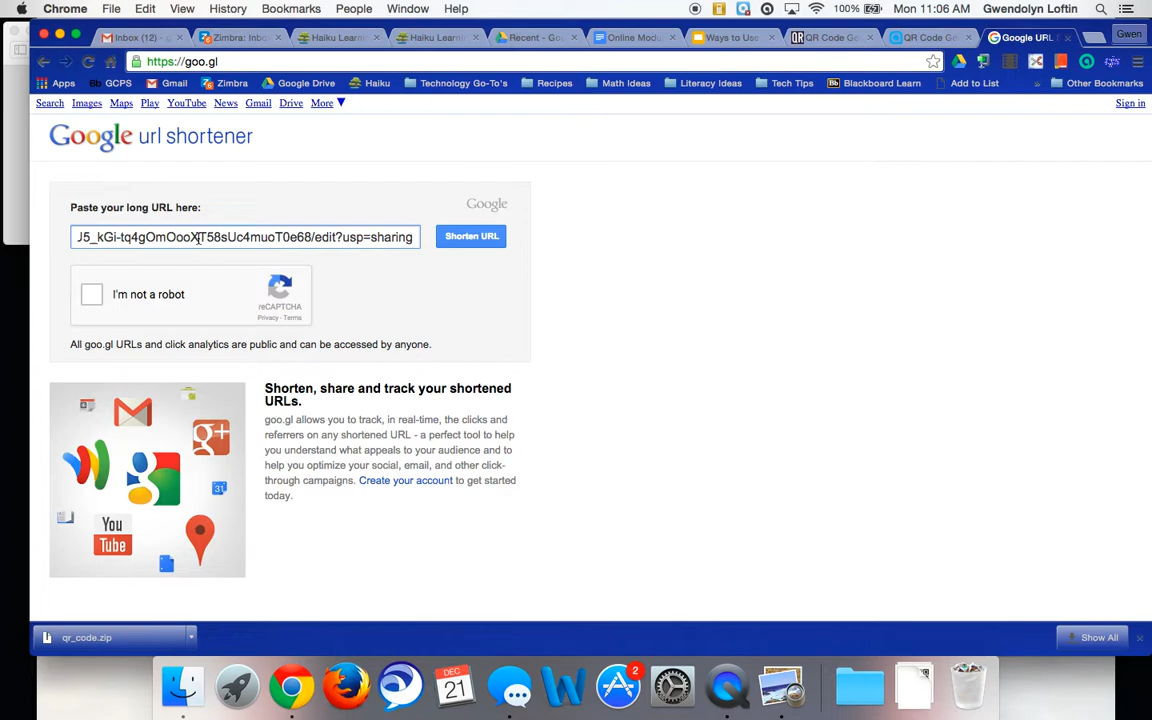 Chrome File Edit View History Bookmarks People Window Help 100% Mon 11:06 AM Gwendolyn Loftin
Inbox (12) - g Zimbra: Inbo Haiku Learni Haiku Learni Recent - Go Online Modu Ways to Use QR QR Code Ge QR Code Ge Google URL S Gwen
https://goo.gl
Apps BC GCPS Gmail Zimbra Google Drive Haiku Technology Go-To's Recipes Math Ideas Literacy Ideas Tech Tips Blackboard Learn Add to List » Other Bookmarks
Search Images Maps Play YouTube News Gmail Drive More ▼ Sign in
Google url shortener
Paste your long URL here: Google
J5_kGi-tq4gOmOooXT58sUc4muoT0e68/edit?usp=sharing Shorten URL
I'm not a robot
reCAPTCHA
Privacy - Terms
All goo.gl URLs and click analytics are public and can be accessed by anyone.
Shorten, share and track your shortened
URLs.
goo.gl allows you to track, in real-time, the clicks and
referrers on any shortened URL - a perfect tool to help
you understand what appeals to your audience and to
help you optimize your social, email, and other click-
through campaigns. Create your account to get started
today.
g+
8
31
You
Tube
qr_code.zip Show All
DEC
21
2